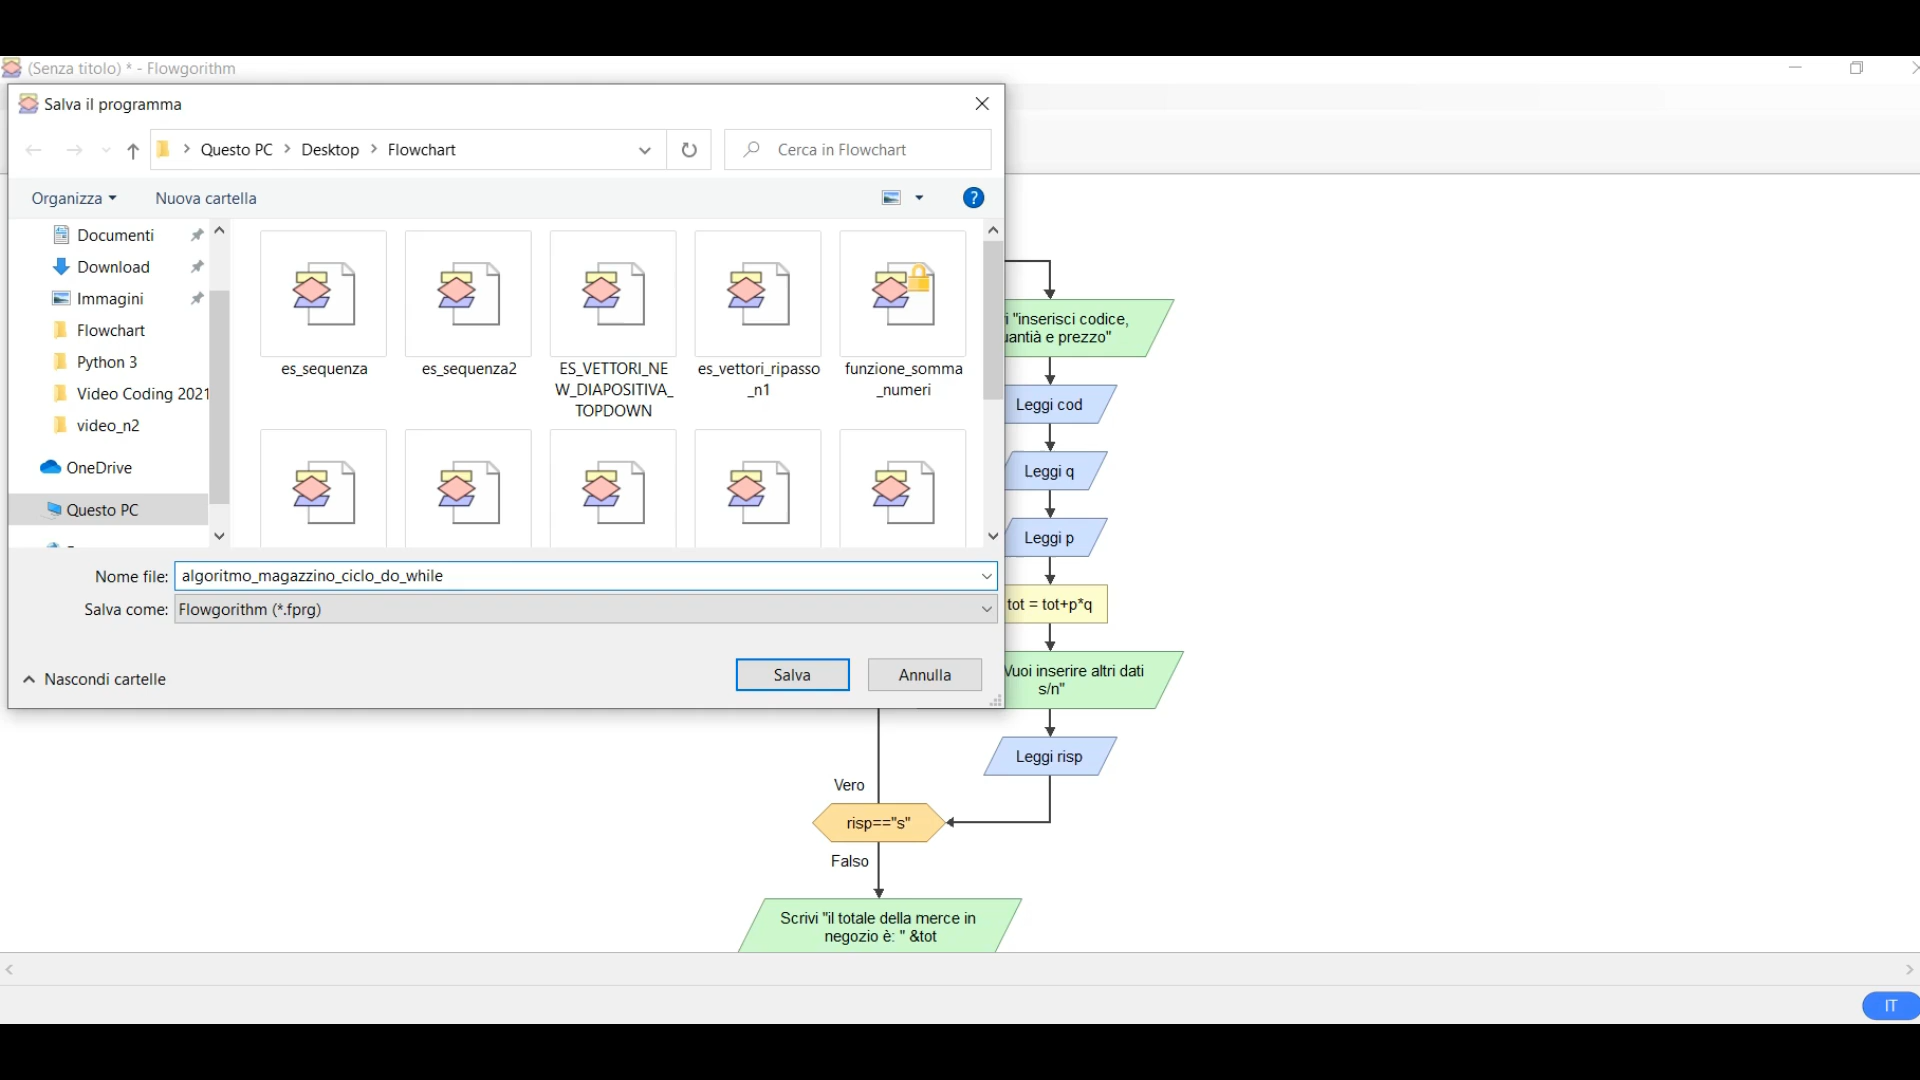 (Senza titolo) * - Flowgorithm
Salva il programma
Questo PC > Desktop > Flowchart
Cerca in Flowchart
Organizza
Nuova cartella
Documenti
Download
Immagini
Flowchart
Python 3
Video Coding 2021
video_n2
OneDrive
Questo PC
es_sequenza
es_sequenza2
ES_VETTORI_NE
W_DIAPOSITIVA_
TOPDOWN
es_vettori_ripasso
_n1
funzione_somma
_numeri
Nome file: algoritmo_magazzino_ciclo_do_while
Salva come: Flowgorithm (*.fprg)
Nascondi cartelle
Salva
Annulla
"inserisci codice,
e prezzo"
Leggi cod
Leggi q
Leggi p
tot = tot+p*q
Vuoi inserire altri dati
s/n"
Leggi risp
Vero
risp=="s"
Falso
Scrivi "il totale della merce in
negozio è: " &tot
IT